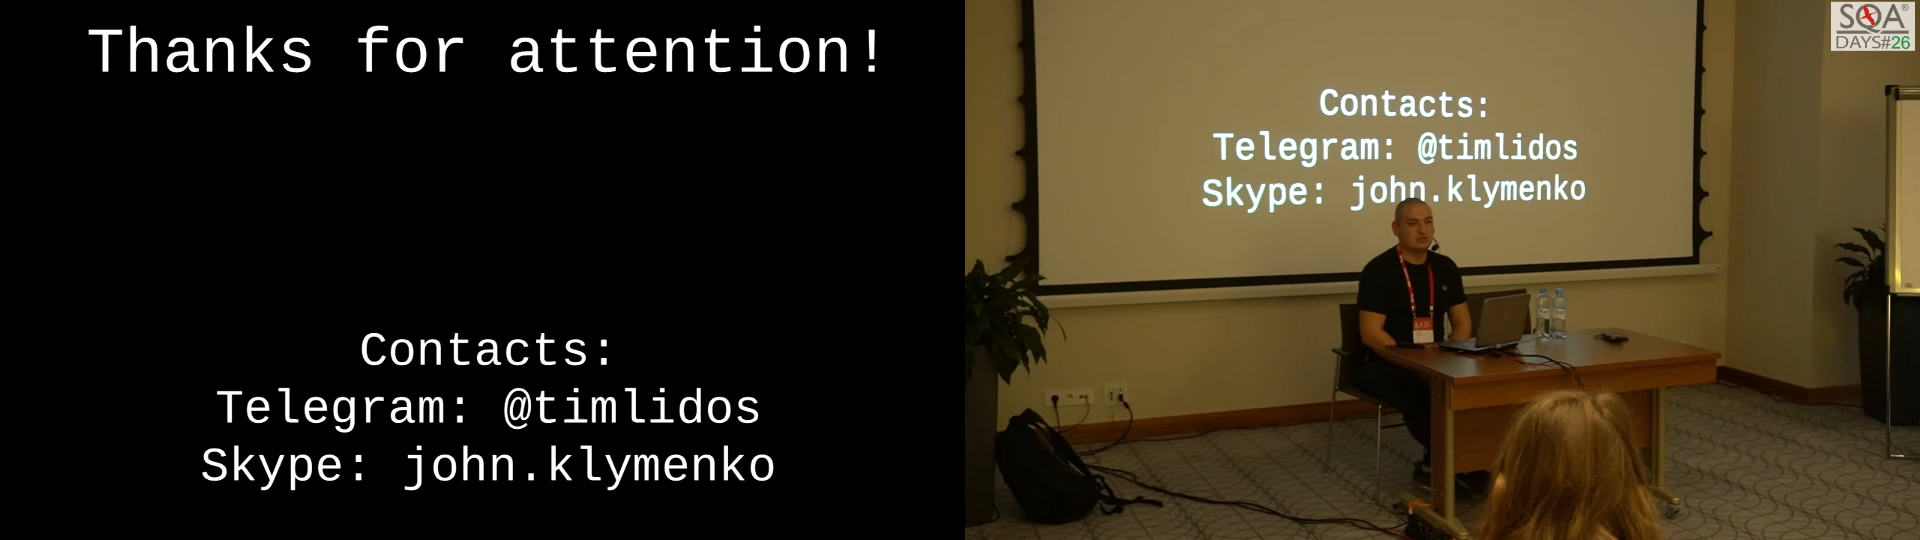 Thanks for attention!
Contacts:
Telegram: @timlidos
Skype: john.klymenko
Contacts:
Telegram: @timlidos
Skype: john.klymenko
SQA®
DAYS#26